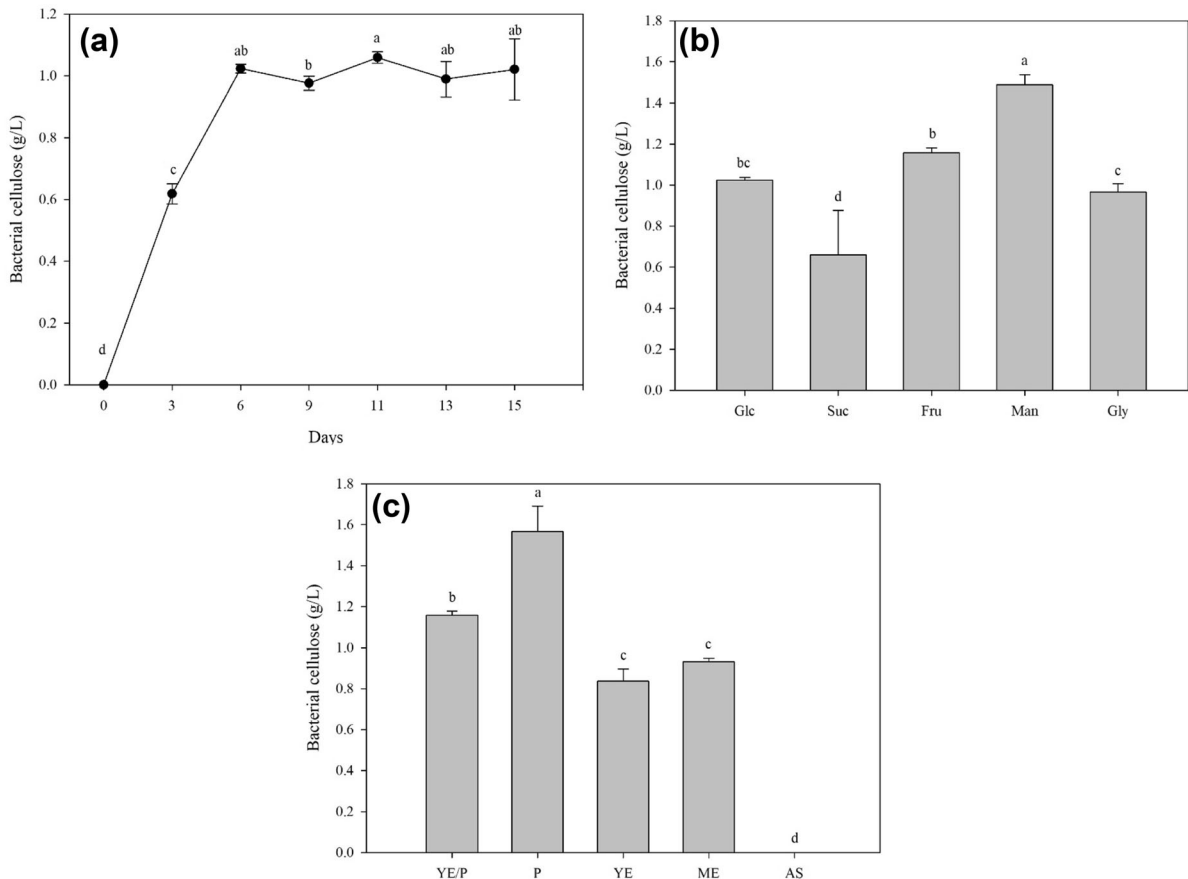 (a)
Bacterial cellulose (g/L)
1.2
1.0
0.8
0.6
0.4
0.2
0.0
d
c
ab
b
a
ab
ab
0 3 6 9 11 13 15
Days
(b)
Bacterial cellulose (g/L)
1.8
1.6
1.4
1.2
1.0
0.8
0.6
0.4
0.2
0.0
bc
d
b
a
c
Glc Suc Fru Man Gly
(c)
Bacterial cellulose (g/L)
1.8
1.6
1.4
1.2
1.0
0.8
0.6
0.4
0.2
0.0
b
a
c
c
d
YE/P P YE ME AS